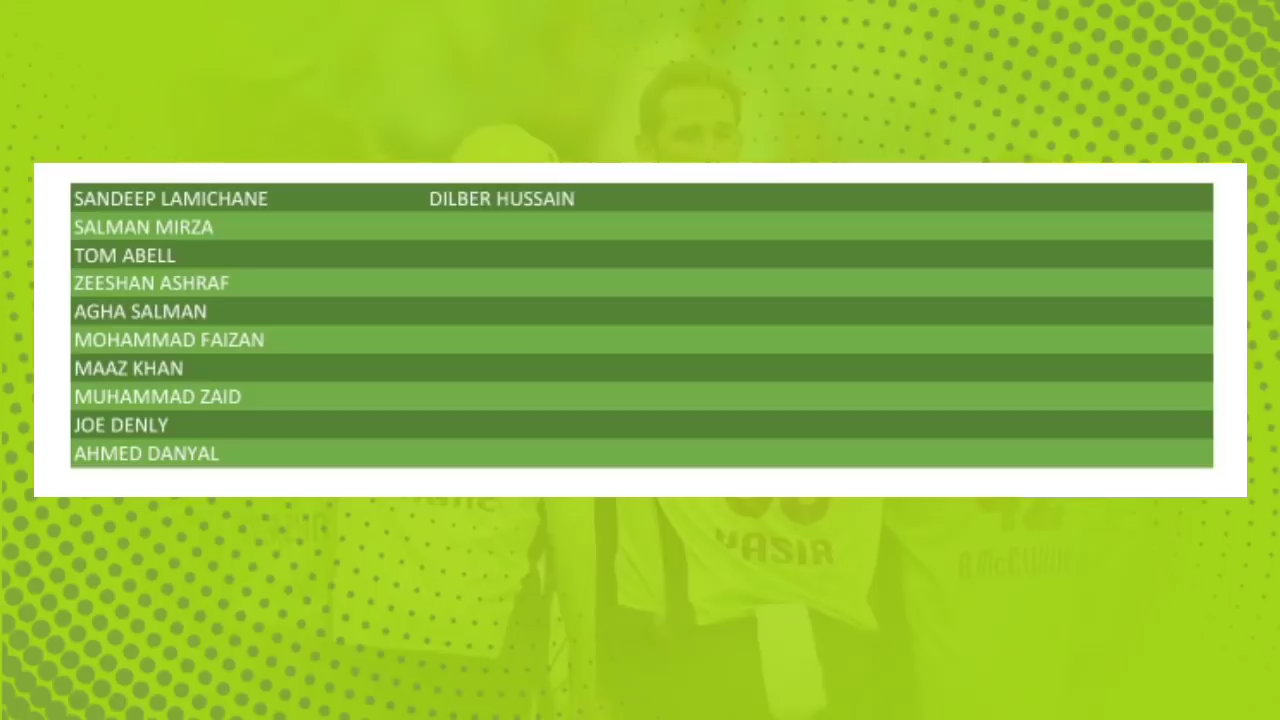 SANDEEP LAMICHANE DILBER HUSSAIN
SALMAN MIRZA
TOM ABELL
ZEESHAN ASHRAF
AGHA SALMAN
MOHAMMAD FAIZAN
MAAZ KHAN
MUHAMMAD ZAID
JOE DENLY
AHMED DANYAL
YASIR